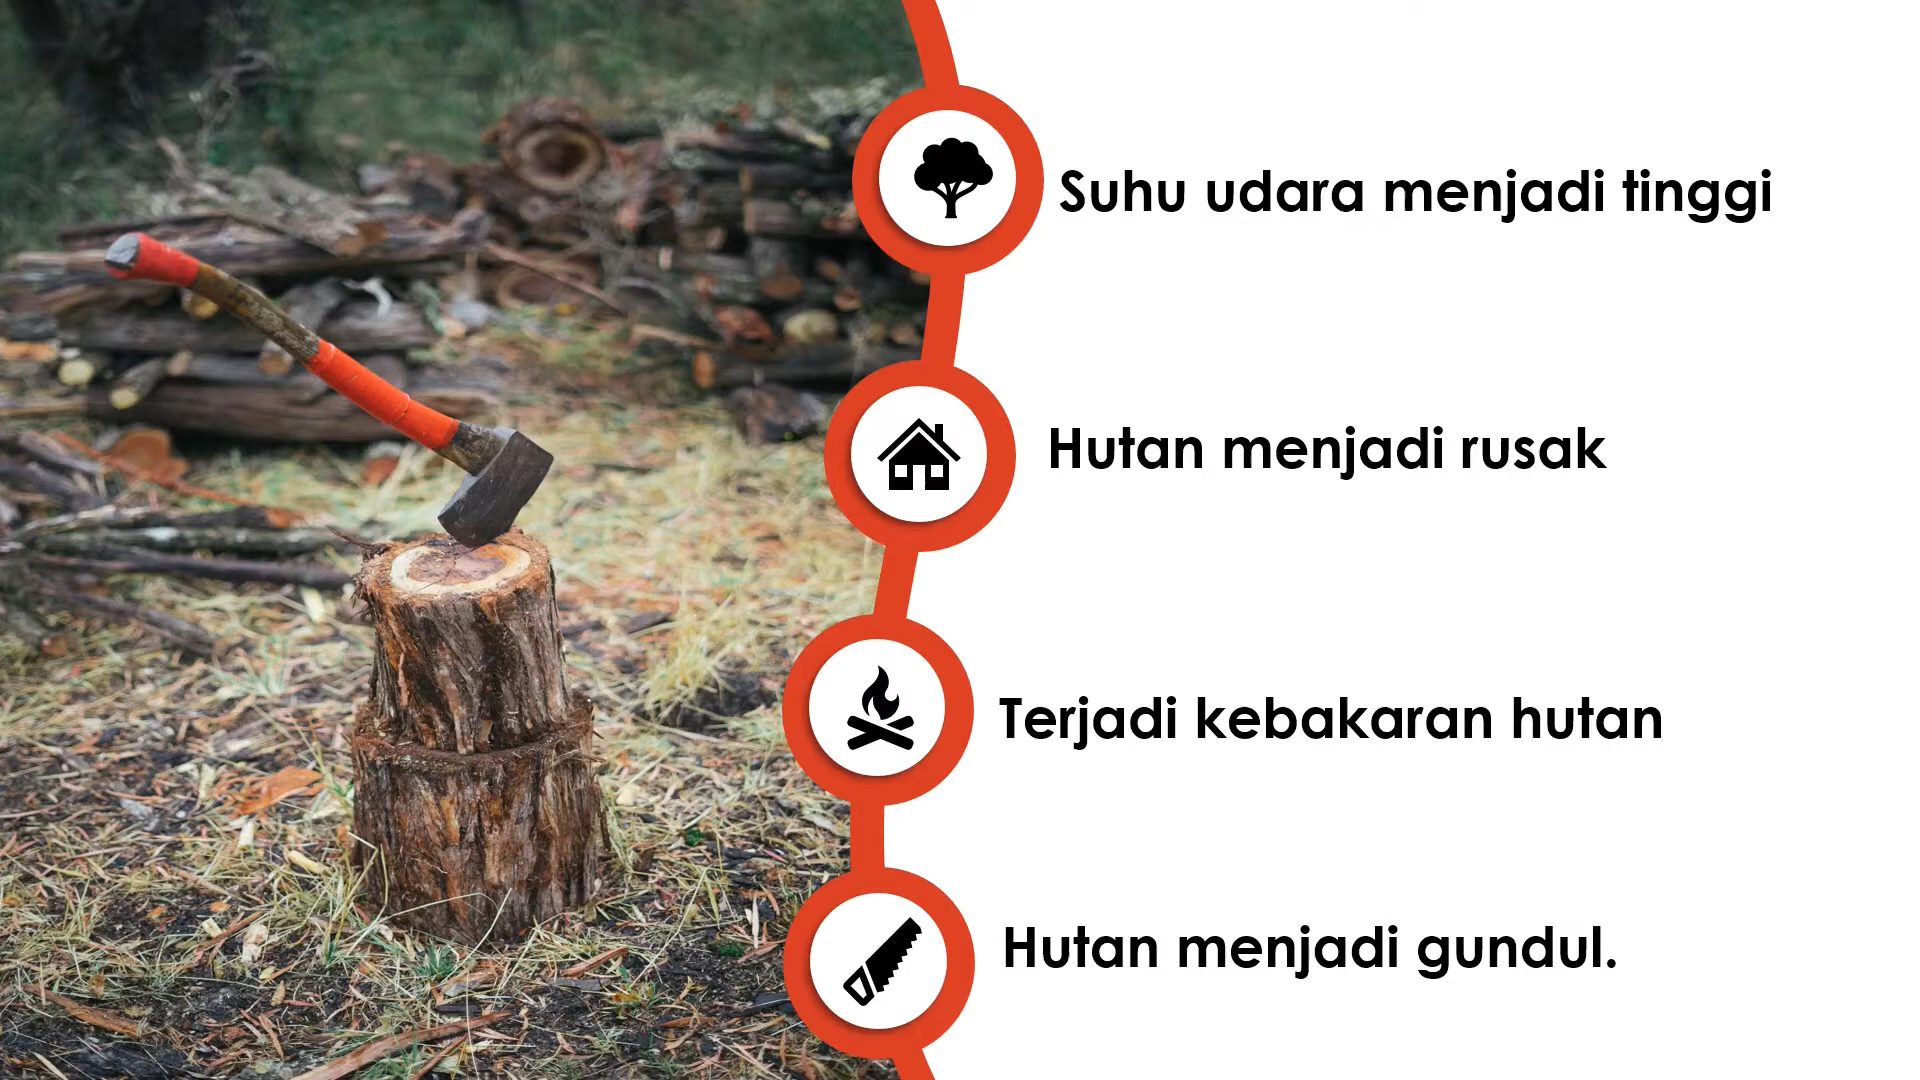 Suhu udara menjadi tinggi
Hutan menjadi rusak
Terjadi kebakaran hutan
Hutan menjadi gundul.